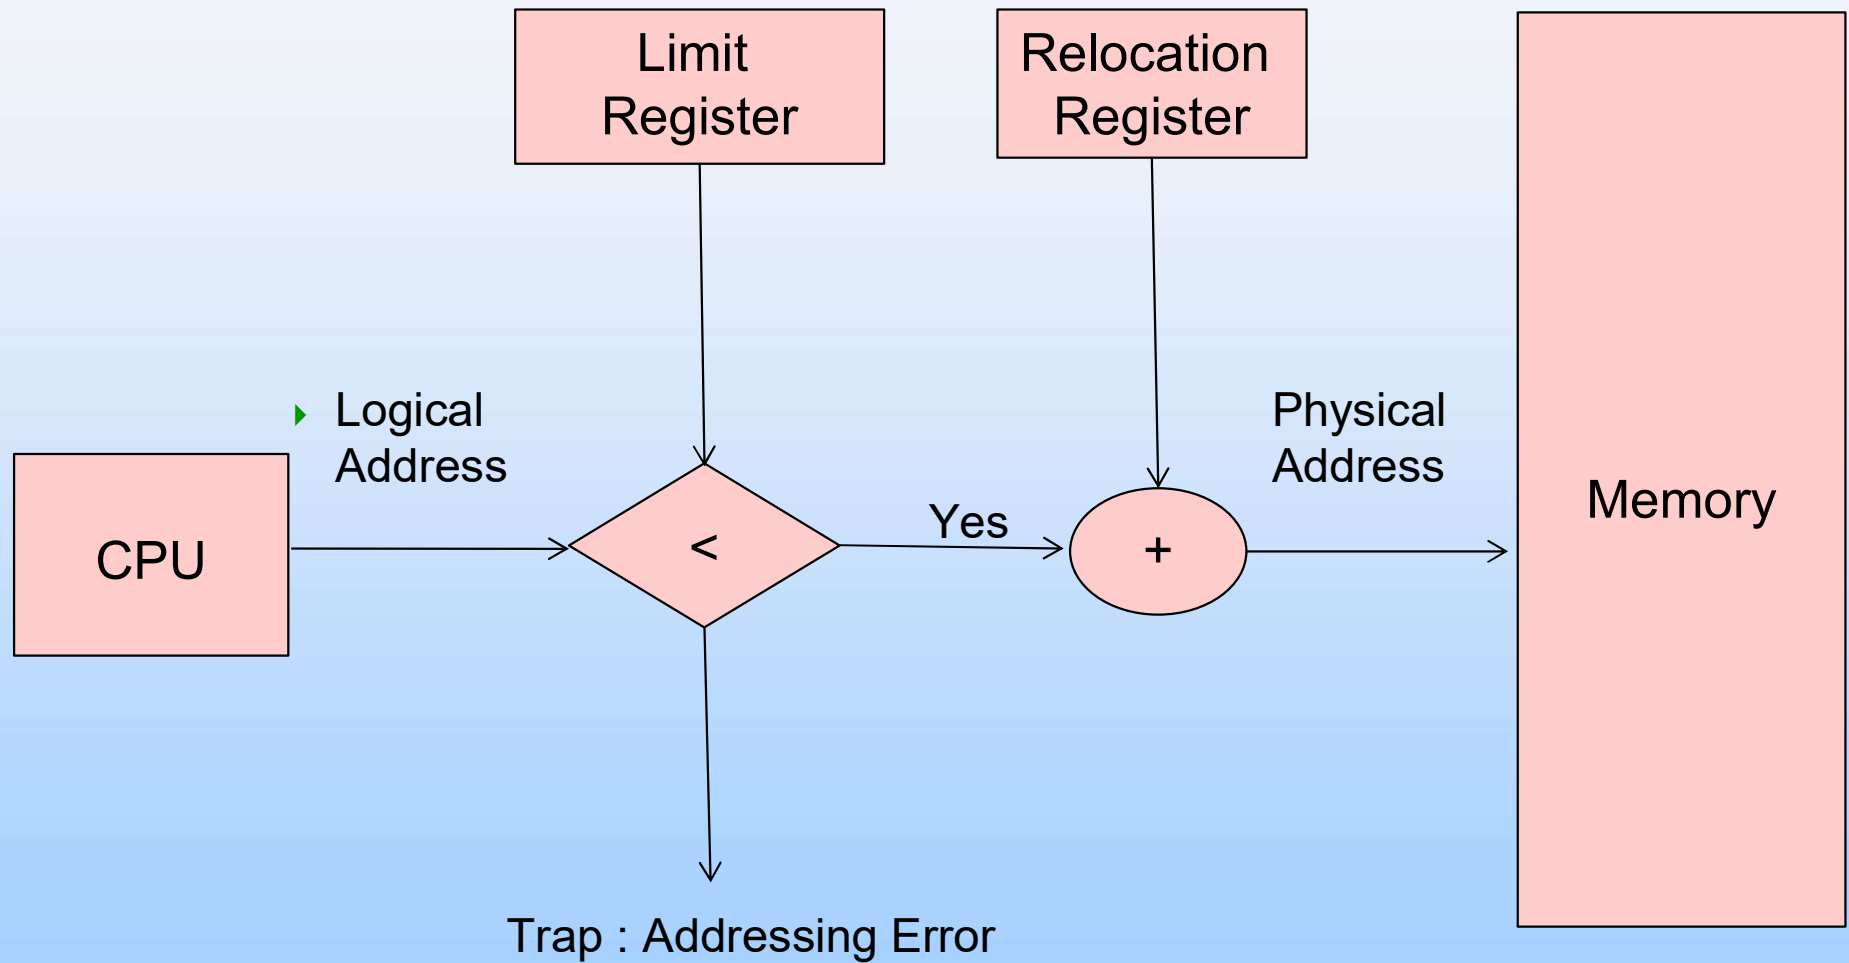 Limit
Register
Relocation
Register
Logical
Address
Physical
Address
CPU
<
Yes
+
Memory
Trap : Addressing Error